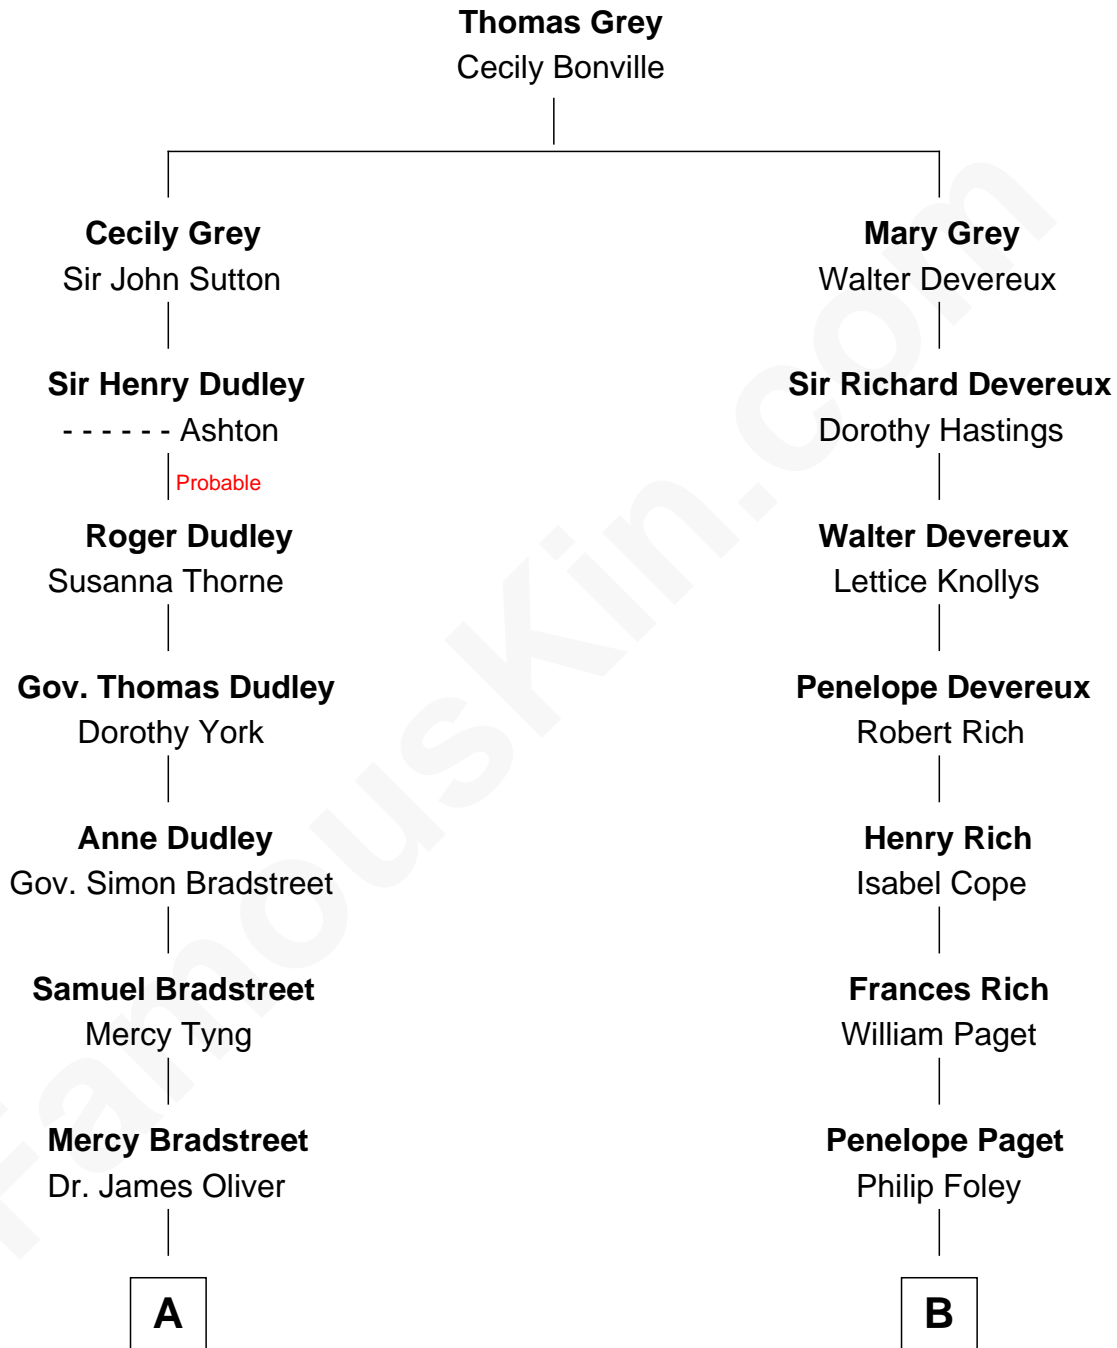 Thomas Grey
Cecily Bonville
Cecily Grey
Sir John Sutton
Mary Grey
Walter Devereux
Sir Henry Dudley
- - - - - - Ashton
Probable
Sir Richard Devereux
Dorothy Hastings
Roger Dudley
Susanna Thorne
Walter Devereux
Lettice Knollys
Gov. Thomas Dudley
Dorothy York
Penelope Devereux
Robert Rich
Anne Dudley
Gov. Simon Bradstreet
Henry Rich
Isabel Cope
Samuel Bradstreet
Mercy Tyng
Frances Rich
William Paget
Mercy Bradstreet
Dr. James Oliver
Penelope Paget
Philip Foley
A
B
FamousKin.com